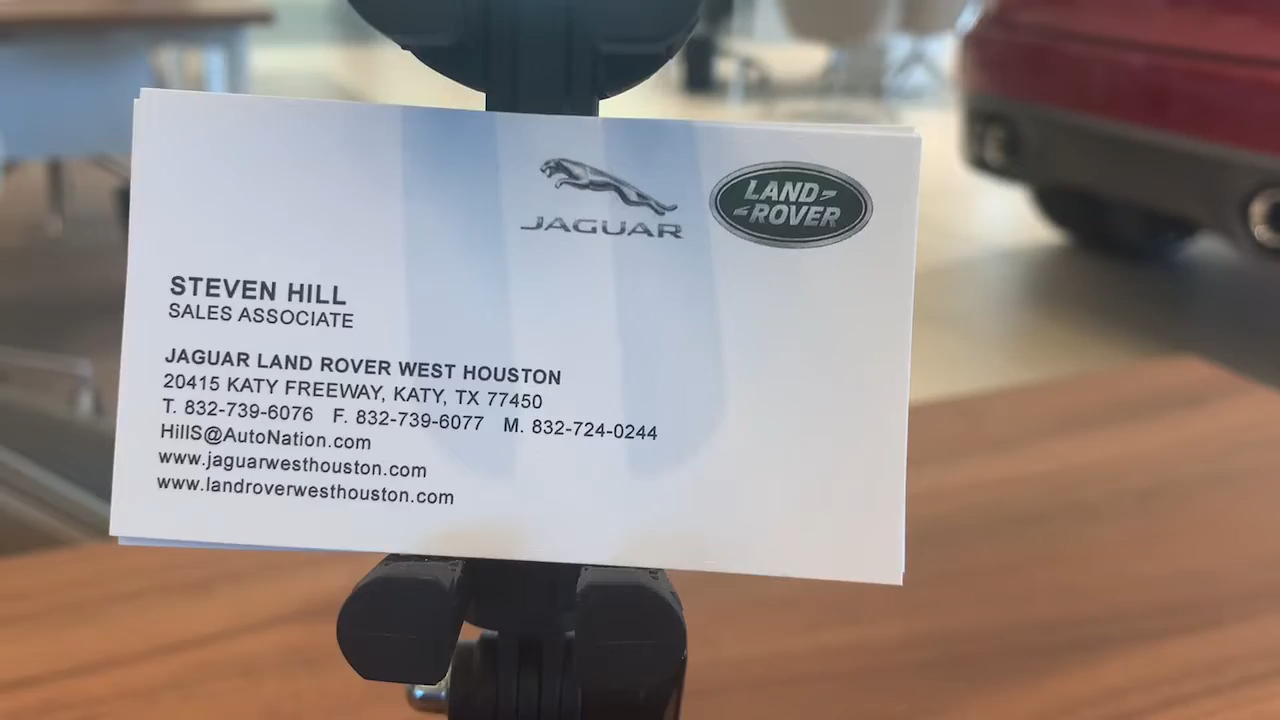 JAGUAR
LAND
ROVER
STEVEN HILL
SALES ASSOCIATE
JAGUAR LAND ROVER WEST HOUSTON
20415 KATY FREEWAY, KATY, TX 77450
T. 832-739-6076 F. 832-739-6077 M. 832-724-0244
HillS@AutoNation.com
www.jaguarwesthouston.com
www.landroverwesthouston.com